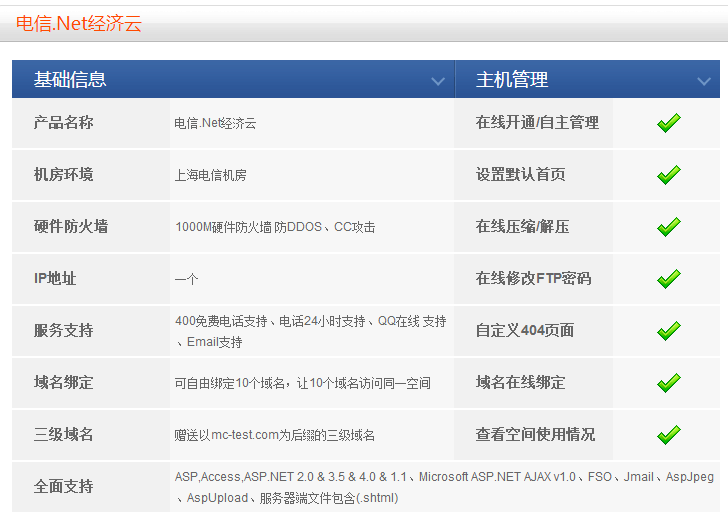 电信.Net经济云
基础信息 主机管理
产品名称 电信.Net经济云 在线开通/自主管理
机房环境 上海电信机房 设置默认首页
硬件防火墙 1000M硬件防火墙 防DDOS、CC攻击 在线压缩/解压
IP地址 一个 在线修改FTP密码
服务支持 400免费电话支持、电话24小时支持、QQ在线 支持
、Email支持 自定义404页面
域名绑定 可自由绑定10个域名，让10个域名访问同一空间 域名在线绑定
三级域名 赠送以mc-test.com为后缀的三级域名 查看空间使用情况
全面支持 ASP,Access,ASP.NET 2.0 & 3.5 & 4.0 & 1.1、Microsoft ASP.NET AJAX v1.0、FSO、Jmail、AspJpeg
、AspUpload、服务器端文件包含(.shtml)